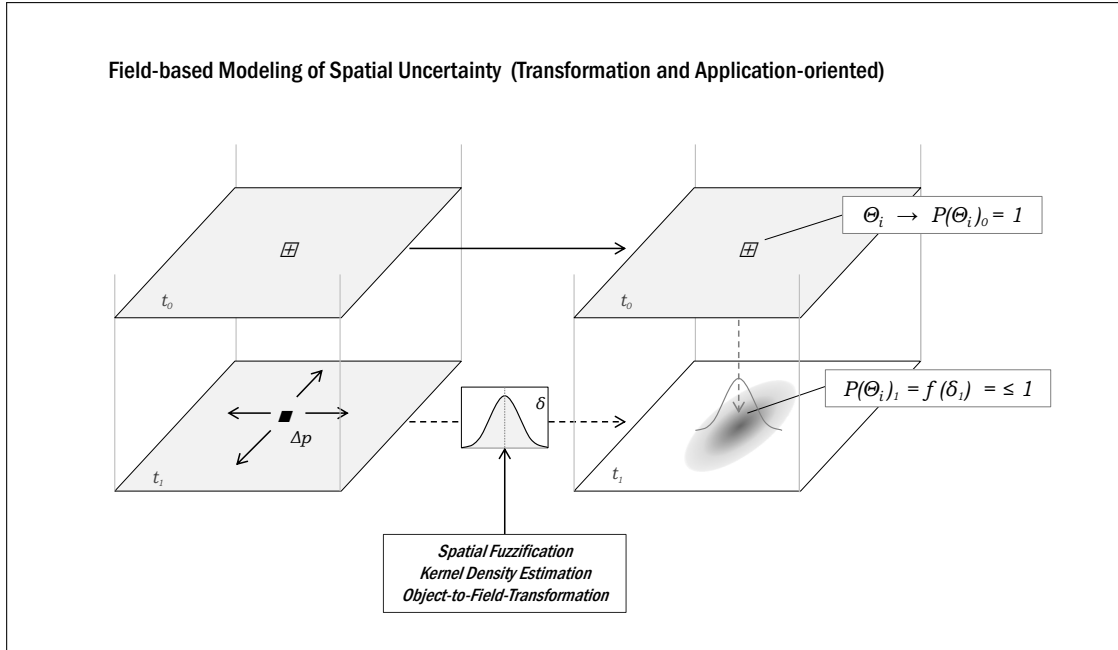 Field-based Modeling of Spatial Uncertainty (Transformation and Application-oriented)
Θᵢ → P(Θᵢ)₀ = 1
t₀
t₀
P(Θᵢ)₁ = f (δ₁) = ≤ 1
δ
Δp
t₁
t₁
Spatial Fuzzification
Kernel Density Estimation
Object-to-Field-Transformation